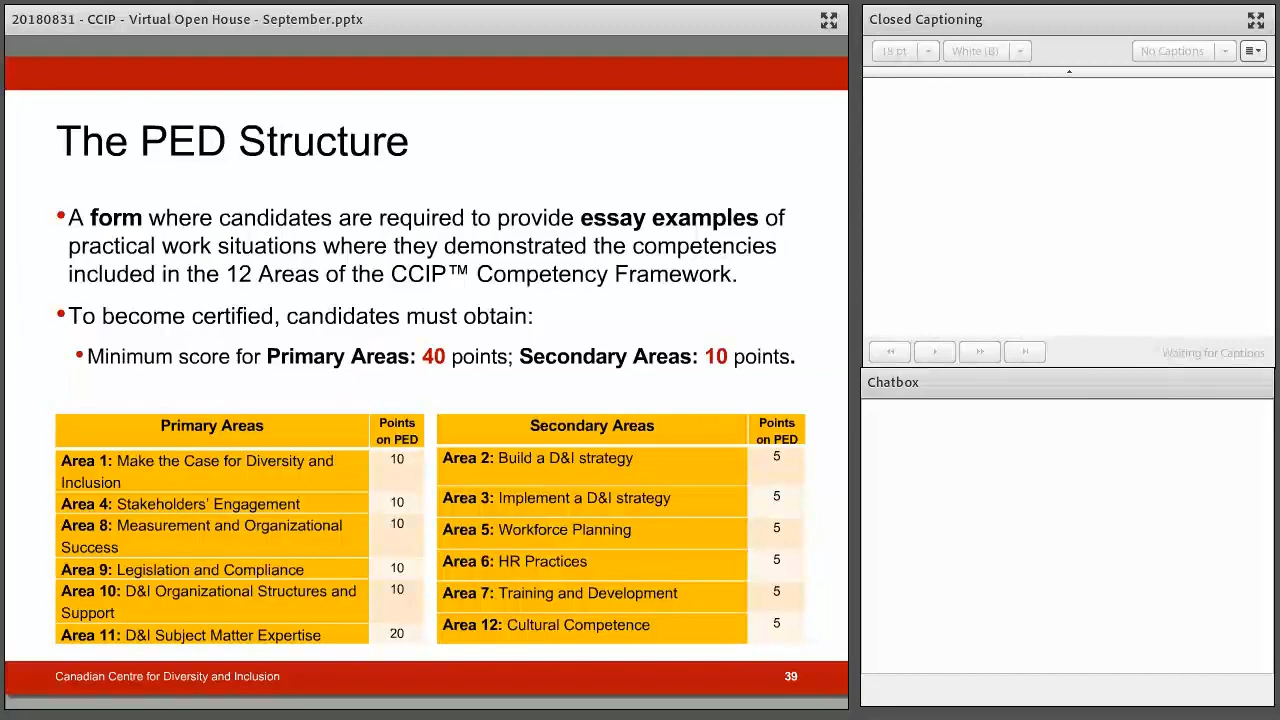 20180831 - CCIP - Virtual Open House - September.pptx
The PED Structure
•A form where candidates are required to provide essay examples of
practical work situations where they demonstrated the competencies
included in the 12 Areas of the CCIP™ Competency Framework.
•To become certified, candidates must obtain:
•Minimum score for Primary Areas: 40 points; Secondary Areas: 10 points.
Primary Areas
Points
on PED
Area 1: Make the Case for Diversity and
Inclusion
10
Area 4: Stakeholders' Engagement
10
Area 8: Measurement and Organizational
Success
10
Area 9: Legislation and Compliance
10
Area 10: D&I Organizational Structures and
Support
10
Area 11: D&I Subject Matter Expertise
20
Secondary Areas
Points
on PED
Area 2: Build a D&I strategy
5
Area 3: Implement a D&I strategy
5
Area 5: Workforce Planning
5
Area 6: HR Practices
5
Area 7: Training and Development
5
Area 12: Cultural Competence
5
Canadian Centre for Diversity and Inclusion
39
Closed Captioning
18 pt
White (B)
No Captions
Waiting for Captions
Chatbox